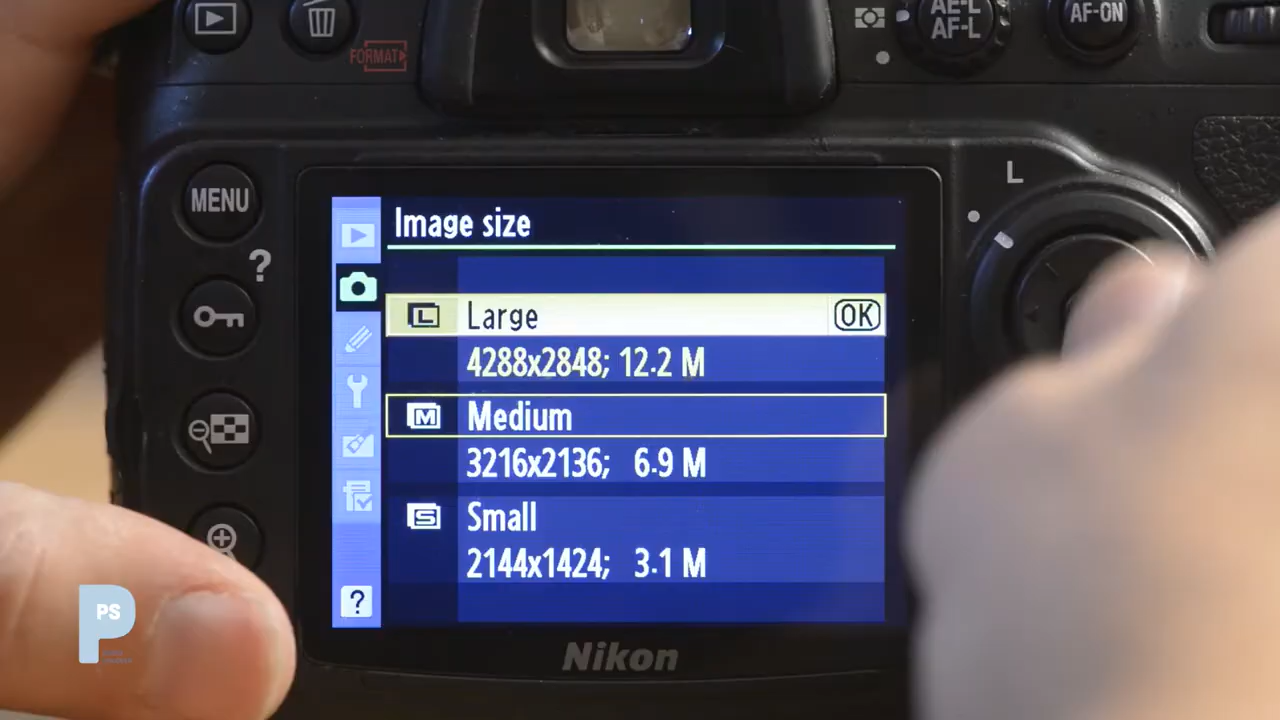 AE-L
AF-L
AF-ON
FORMAT
L
MENU
?
Image size
L Large OK
4288x2848; 12.2 M
M Medium
3216x2136; 6.9 M
S Small
2144x1424; 3.1 M
?
PS
Nikon